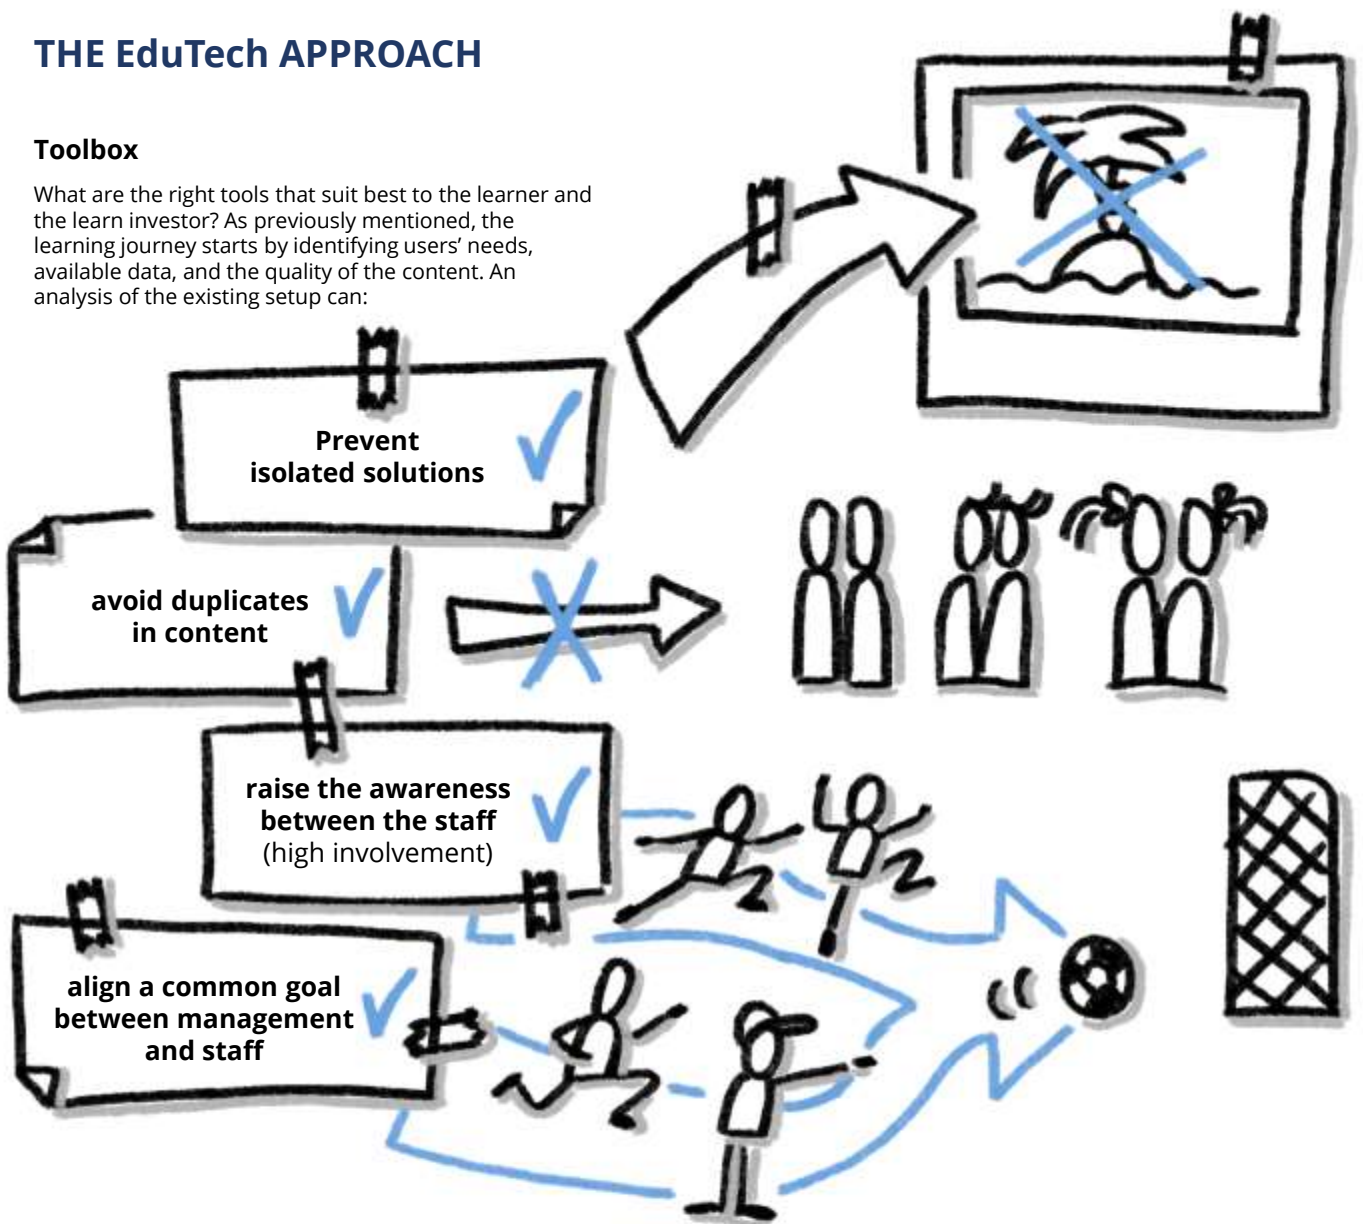 THE EduTech APPROACH
Toolbox
What are the right tools that suit best to the learner and
the learn investor? As previously mentioned, the
learning journey starts by identifying users’ needs,
available data, and the quality of the content. An
analysis of the existing setup can:
Prevent
isolated solutions
avoid duplicates
in content
raise the awareness
between the staff
(high involvement)
align a common goal
between management
and staff